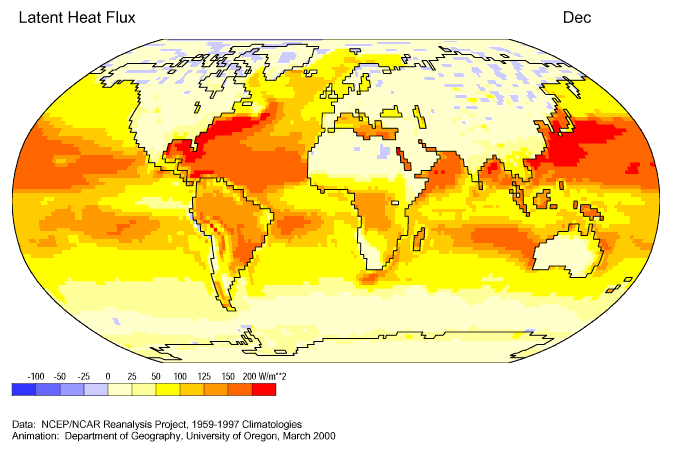 Latent Heat Flux
Dec
-100 -50 -25 0 25 50 100 125 150 200 W/m**2
Data: NCEP/NCAR Reanalysis Project, 1959-1997 Climatologies
Animation: Department of Geography, University of Oregon, March 2000